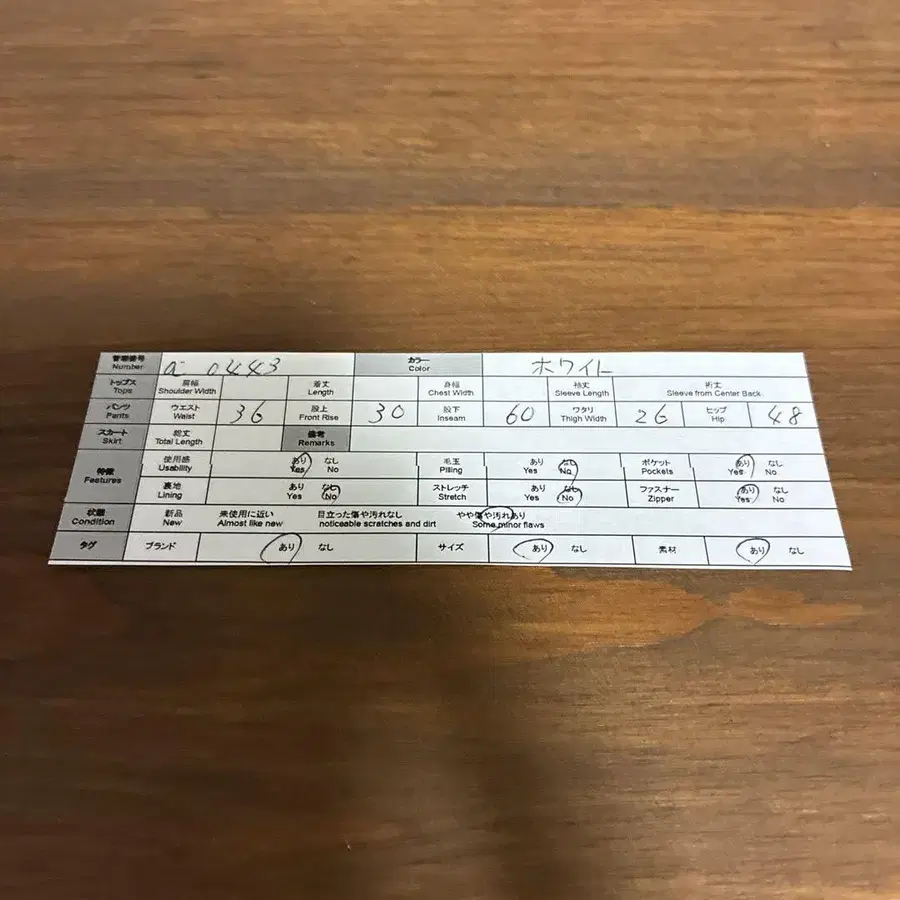 管理番号 a 0443 カラー ホワイト
Number Color
トップス 肩幅 着丈 身幅 袖丈 裄丈
Tops Shoulder Width Length Chest Width Sleeve Length Sleeve from Center Back
パンツ ウエスト 36 股上 30 股下 60 ワタリ 26 ヒップ 48
Pants Waist Front Rise Inseam Thigh Width Hip
スカート 総丈 備考
Skirt Total Length Remarks
特徴 使用感 あり なし 毛玉 あり なし ポケット あり なし
Features Usability Yes No Pilling Yes No Pockets Yes No
裏地 あり なし ストレッチ あり なし ファスナー あり なし
Lining Yes No Stretch Yes No Zipper Yes No
状態 新品 未使用に近い 目立った傷や汚れなし やや傷や汚れあり
Condition New Almost like new noticeable scratches and dirt Some minor flaws
タグ ブランド あり なし サイズ あり なし 素材 あり なし